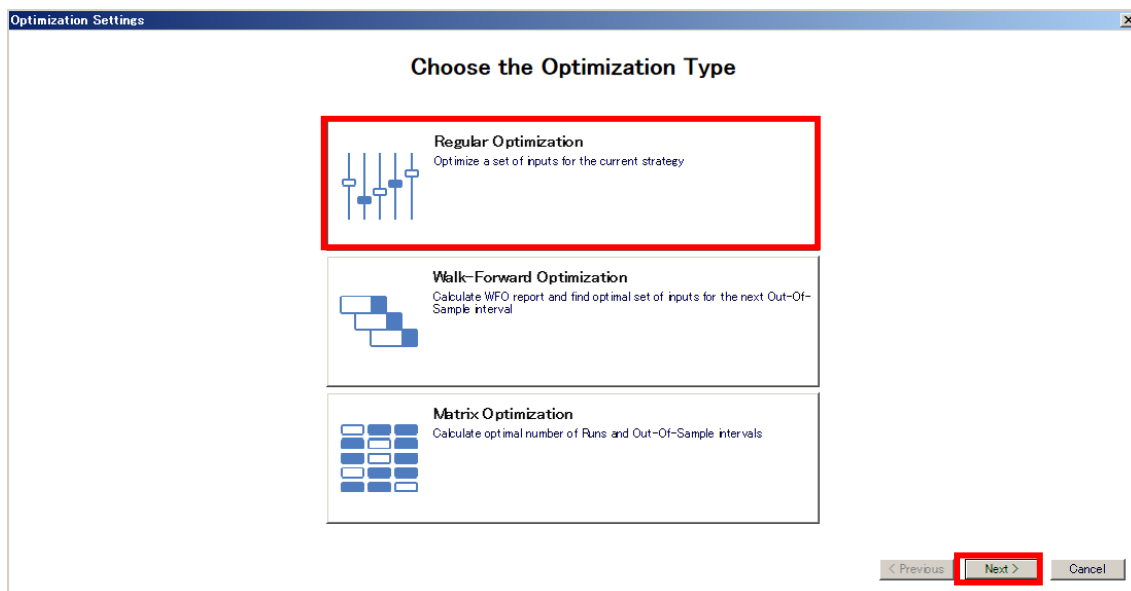 Optimization Settings
Choose the Optimization Type
Regular Optimization
Optimize a set of inputs for the current strategy
Walk-Forward Optimization
Calculate WFO report and find optimal set of inputs for the next Out-Of-
Sample interval
Matrix Optimization
Calculate optimal number of Runs and Out-Of-Sample intervals
< Previous Next > Cancel